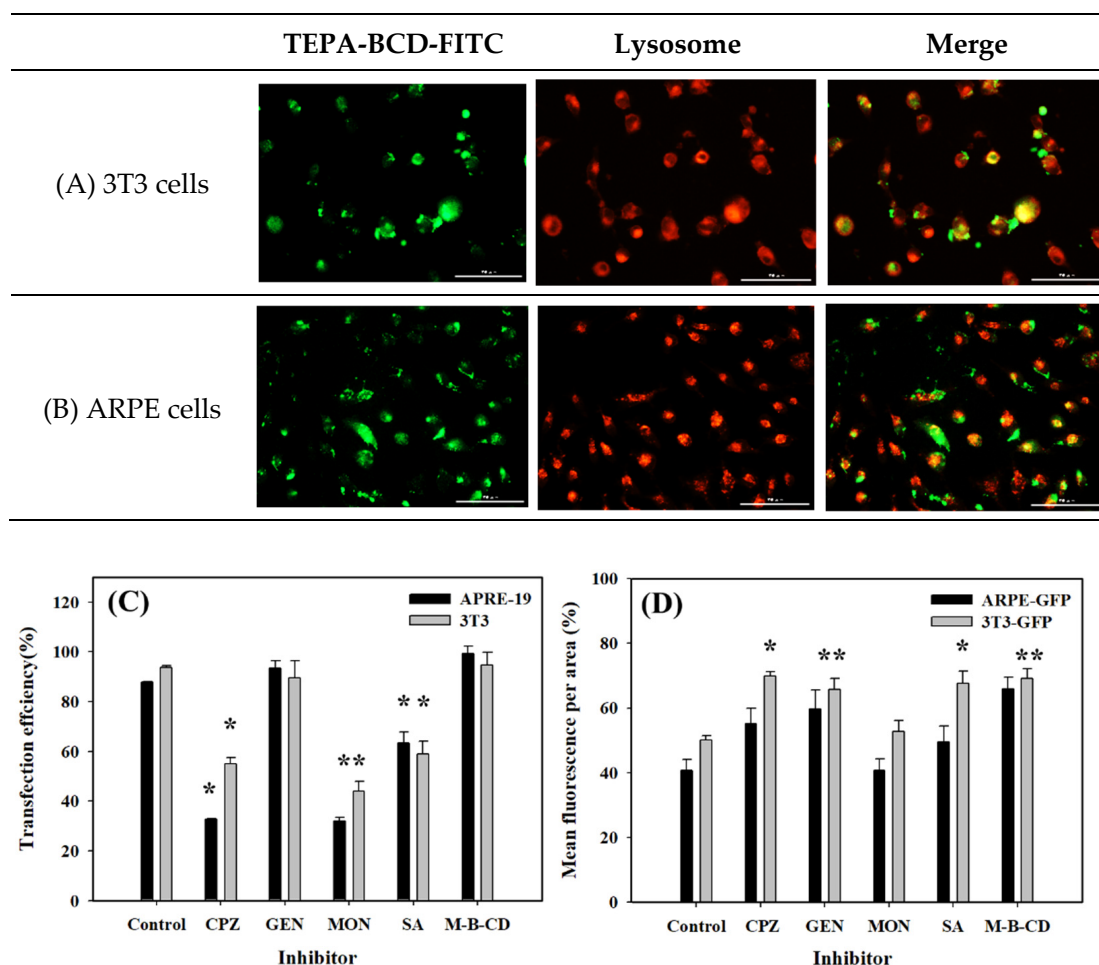 TEPA-BCD-FITC Lysosome Merge
(A) 3T3 cells
(B) ARPE cells
(C)
APRE-19
3T3
Transfection effciency(%)
120
100
80
60
40
20
0
* * ** * *
Control CPZ GEN MON SA M-B-CD
Inhibitor
(D)
ARPE-GFP
3T3-GFP
Mean fluorescence per area (%)
100
80
60
40
20
0
* ** * **
Control CPZ GEN MON SA M-B-CD
Inhibitor